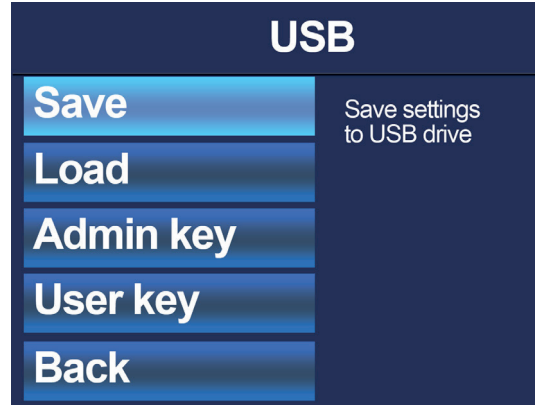 USB
Save
Save settings
to USB drive
Load
Admin key
User key
Back